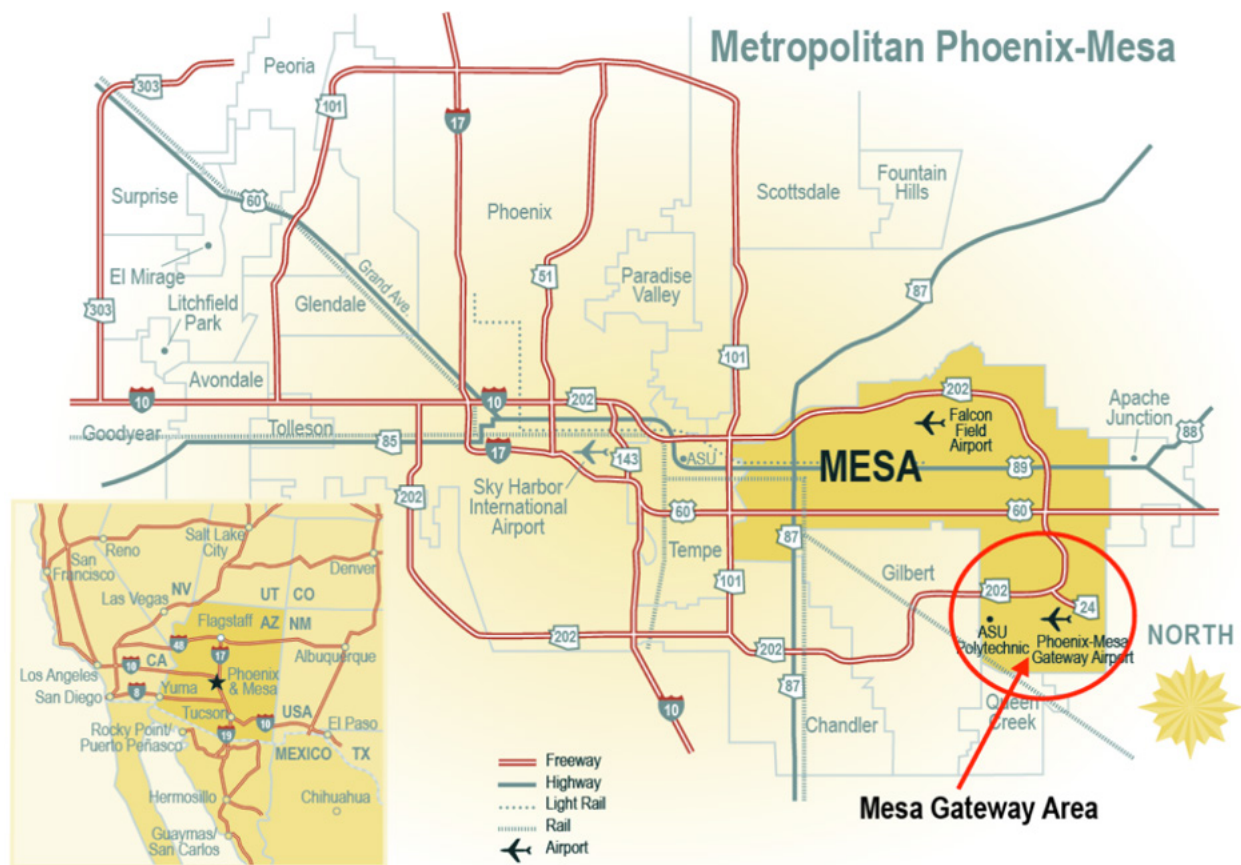 Metropolitan Phoenix-Mesa
Peoria
303
101
17
Surprise
60
Phoenix
Scottsdale
Fountain
Hills
El Mirage
Grand Ave.
51
Paradise
Valley
87
303
Litchfield
Park
Glendale
101
Avondale
10
10
202
202
Falcon
Field
Airport
Apache
Junction
88
Goodyear
Tolleson
85
17
143
ASU
MESA
89
202
Sky Harbor
International
Airport
60
60
Tempe
87
Gilbert
101
202
24
ASU
Polytechnic
Phoenix-Mesa
Gateway Airport
NORTH
202
202
87
10
Chandler
Queen
Creek
Mesa Gateway Area
Reno
Salt Lake
City
San
Francisco
Denver
Las Vegas
NV
UT
CO
Flagstaff
AZ
NM
40
17
Albuquerque
Los Angeles
10
CA
Phoenix
& Mesa
San Diego
8
Yuma
Tucson
USA
10
El Paso
Rocky Point/
Puerto Peñasco
19
MEXICO
TX
Hermosillo
Chihuahua
Guaymas/
San Carlos
Freeway
Highway
Light Rail
Rail
Airport